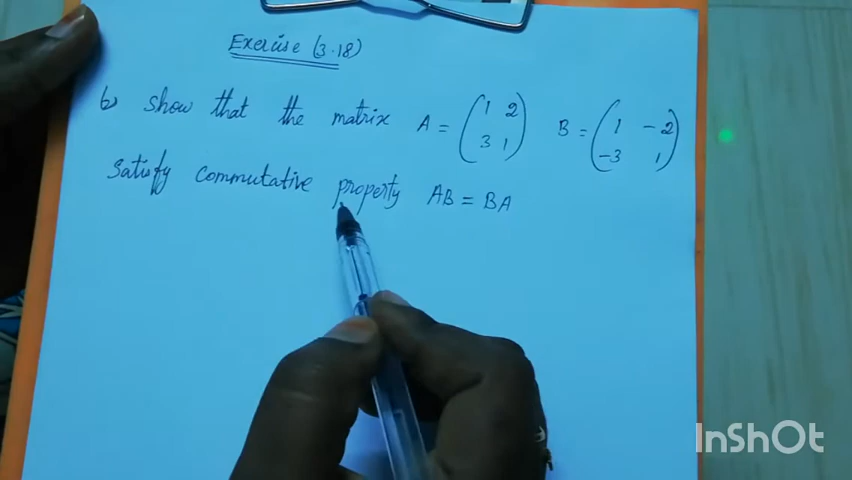 Exercise (3.18)
6) show that the matrix A = (1 2 3 1) B = (1 -2 -3 1)
Satisfy commutative property AB = BA
InShOt